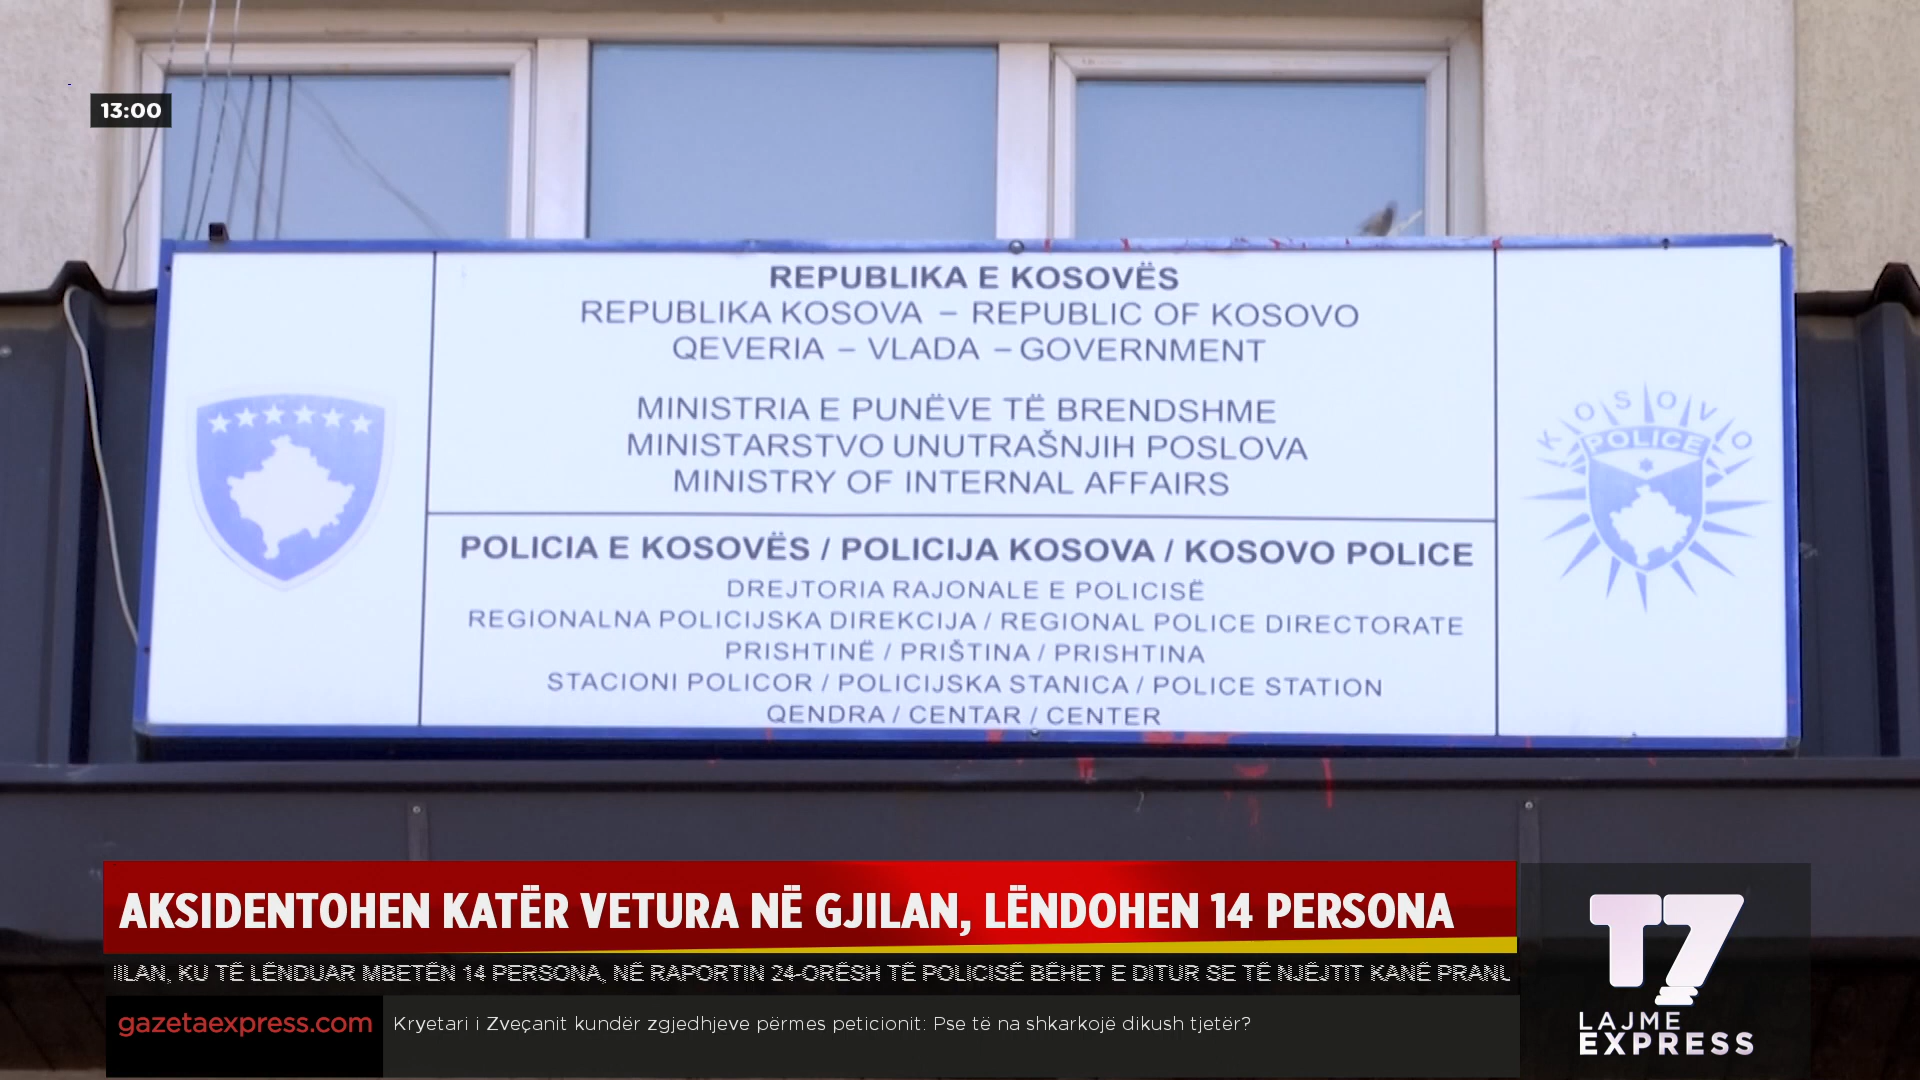 13:00
REPUBLIKA E KOSOVËS
REPUBLIKA KOSOVA – REPUBLIC OF KOSOVO
QEVERIA – VLADA – GOVERNMENT
MINISTRIA E PUNËVE TË BRENDSHME
MINISTARSTVO UNUTRAŠNJIH POSLOVA
MINISTRY OF INTERNAL AFFAIRS
KOSOVO
POLICE
POLICIA E KOSOVËS / POLICIJA KOSOVA / KOSOVO POLICE
DREJTORIA RAJONALE E POLICISË
REGIONALNA POLICIJSKA DIREKCIJA / REGIONAL POLICE DIRECTORATE
PRISHTINË / PRIŠTINA / PRISHTINA
STACIONI POLICOR / POLICIJSKA STANICA / POLICE STATION
QENDRA / CENTAR / CENTER
AKSIDENTOHEN KATËR VETURA NË GJILAN, LËNDOHEN 14 PERSONA
ILAN, KU TË LËNDUAR MBETËN 14 PERSONA, NË RAPORTIN 24-ORËSH TË POLICISË BËHET E DITUR SE TË NJËJTIT KANË PRANU
gazetaexpress.com
Kryetari i Zveçanit kundër zgjedhjeve përmes peticionit: Pse të na shkarkojë dikush tjetër?
T7
LAJME
EXPRESS